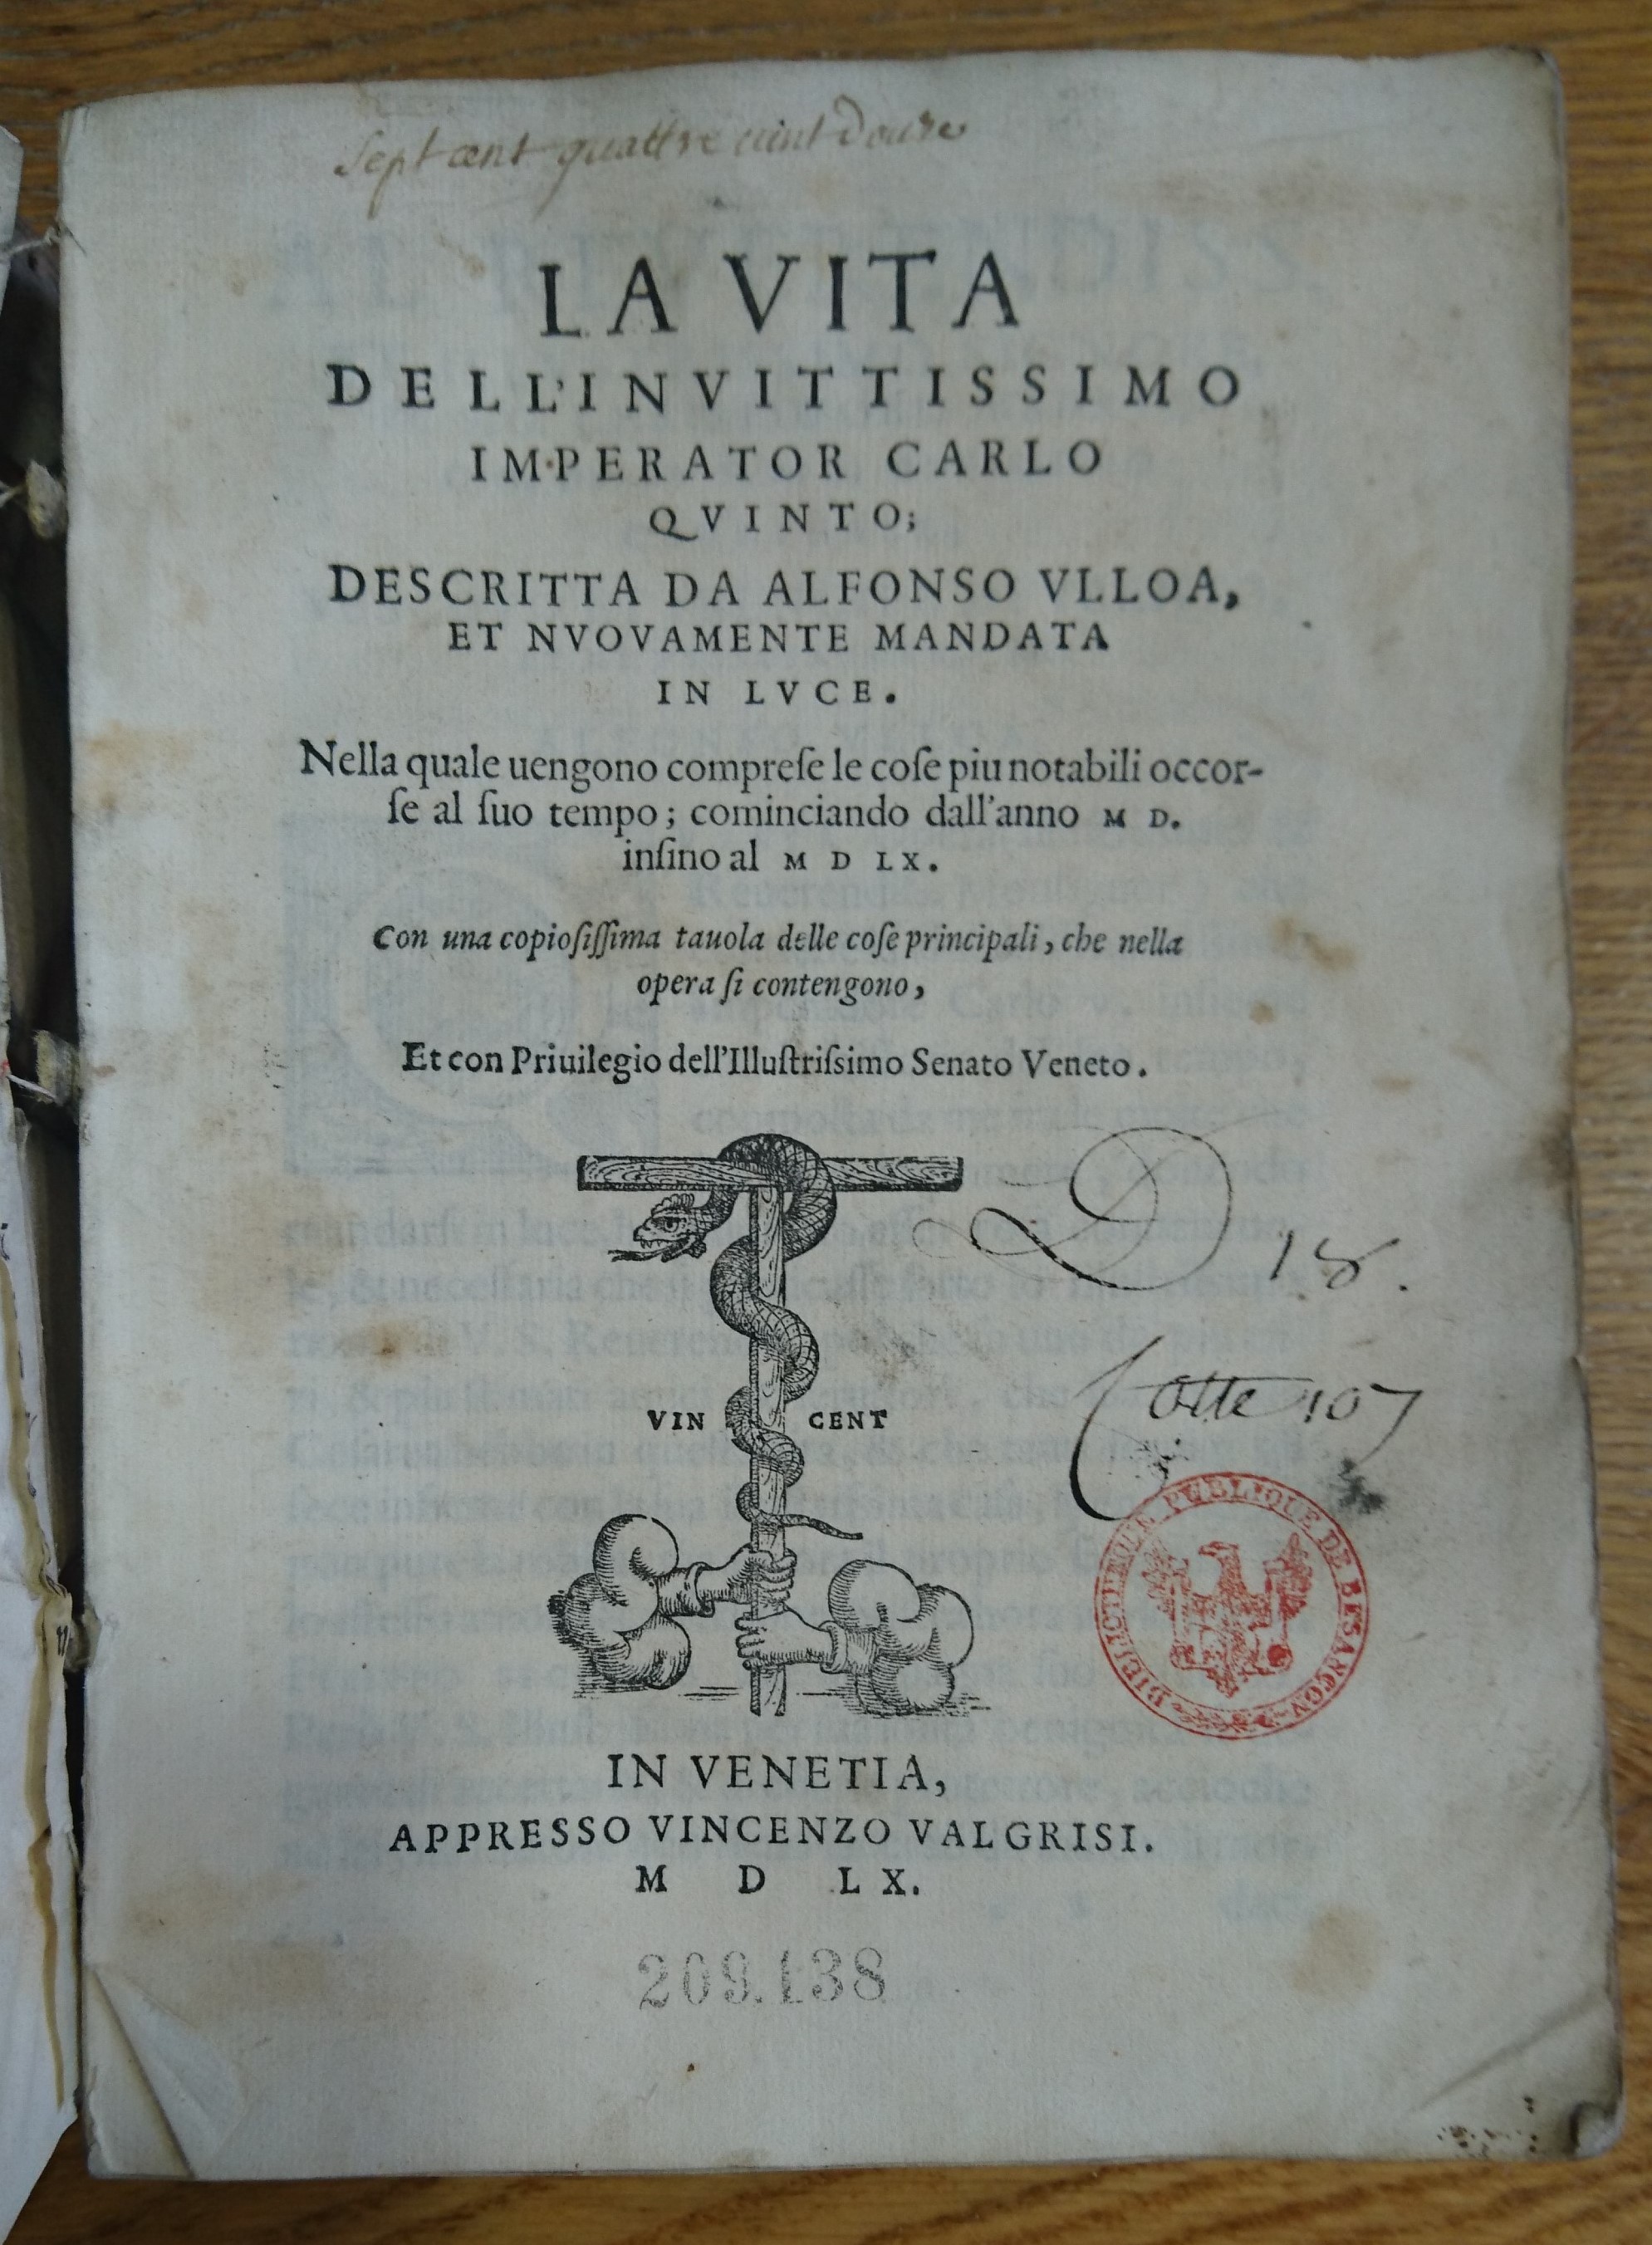 Sept cent quattre vint douze
LA VITA
DELL'INVITTISSIMO
IMPERATOR CARLO
QVINTO;
DESCRITTA DA ALFONSO VLLOA,
ET NVOVAMENTE MANDATA
IN LVCE.
Nella quale uengono compreſe le coſe piu notabili occor-
ſe al ſuo tempo; cominciando dall'anno M D.
inſino al M D LX.
Con una copioſiſſima tauola delle coſe principali, che nella
opera ſi contengono,
Et con Priuilegio dell'Illuſtriſsimo Senato Veneto.
D 18.
Cotte 107
VIN CENT
BIBLIOTHEQUE PUBLIQUE DE BESANÇON
IN VENETIA,
APPRESSO VINCENZO VALGRISI.
M D LX.
209.138